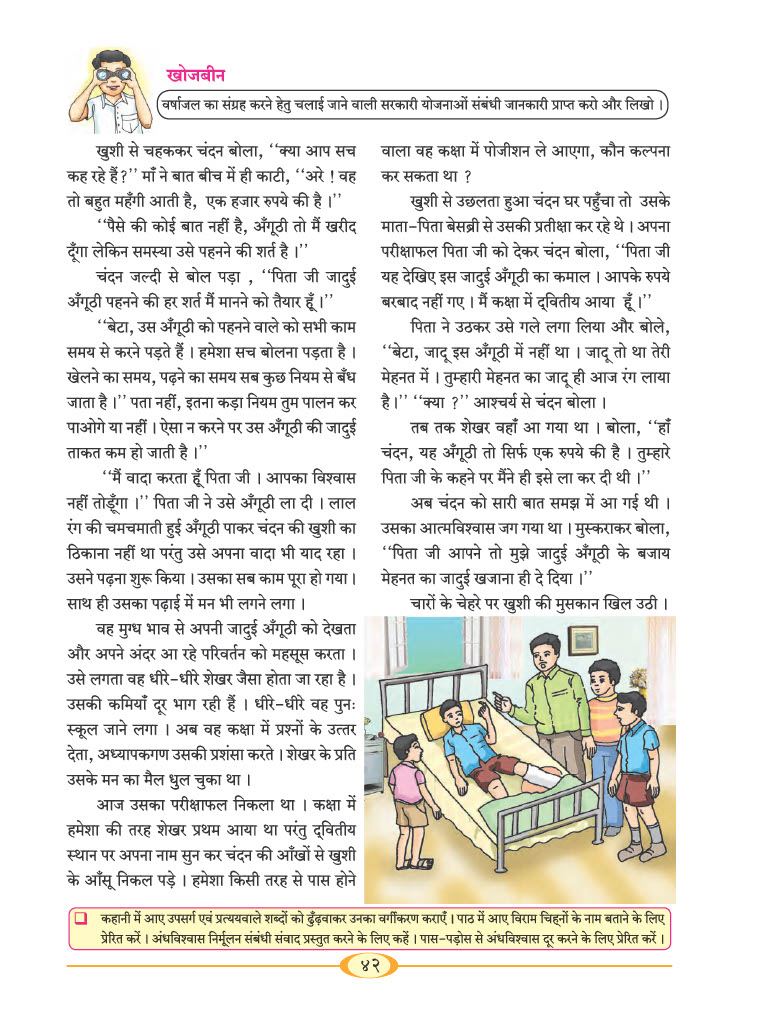 खोजबीन
वर्षाजल का संग्रह करने हेतु चलाई जाने वाली सरकारी योजनाओं संबंधी जानकारी प्राप्त करो और लिखो ।
खुशी से चहककर चंदन बोला, ‘‘क्या आप सच
कह रहे हैं?’’ माँ ने बात बीच में ही काटी, ‘‘अरे ! वह
तो बहुत महँगी आती है, एक हजार रुपये की है ।’’
‘‘पैसे की कोई बात नहीं है, अँगूठी तो मैं खरीद
दूँगा लेकिन समस्या उसे पहनने की शर्त है ।’’
चंदन जल्दी से बोल पड़ा , ‘‘पिता जी जादुई
अँगूठी पहनने की हर शर्त मैं मानने को तैयार हूँ ।’’
‘‘बेटा, उस अँगूठी को पहनने वाले को सभी काम
समय से करने पड़ते हैं । हमेशा सच बोलना पड़ता है ।
खेलने का समय, पढ़ने का समय सब कुछ नियम से बँध
जाता है ।’’ पता नहीं, इतना कड़ा नियम तुम पालन कर
पाओगे या नहीं । ऐसा न करने पर उस अँगूठी की जादुई
ताकत कम हो जाती है ।’’
‘‘मैं वादा करता हूँ पिता जी । आपका विश्वास
नहीं तोड़ूँगा ।’’ पिता जी ने उसे अँगूठी ला दी । लाल
रंग की चमचमाती हुई अँगूठी पाकर चंदन की खुशी का
ठिकाना नहीं था परंतु उसे अपना वादा भी याद रहा ।
उसने पढ़ना शुरू किया । उसका सब काम पूरा हो गया।
साथ ही उसका पढ़ाई में मन भी लगने लगा ।
वह मुग्ध भाव से अपनी जादुई अँगूठी को देखता
और अपने अंदर आ रहे परिवर्तन को महसूस करता ।
उसे लगता वह धीरे-धीरे शेखर जैसा होता जा रहा है ।
उसकी कमियाँ दूर भाग रही हैं । धीरे-धीरे वह पुनः
स्कूल जाने लगा । अब वह कक्षा में प्रश्नों के उत्तर
देता, अध्यापकगण उसकी प्रशंसा करते । शेखर के प्रति
उसके मन का मैल धुल चुका था ।
आज उसका परीक्षाफल निकला था । कक्षा में
हमेशा की तरह शेखर प्रथम आया था परंतु द्‌वितीय
स्थान पर अपना नाम सुन कर चंदन की आँखों से खुशी
के आँसू निकल पड़े । हमेशा किसी तरह से पास होने
वाला वह कक्षा में पोजीशन ले आएगा, कौन कल्पना
कर सकता था ?
खुशी से उछलता हुआ चंदन घर पहुँचा तो उसके
माता-पिता बेसब्री से उसकी प्रतीक्षा कर रहे थे । अपना
परीक्षाफल पिता जी को देकर चंदन बोला, ‘‘पिता जी
यह देखिए इस जादुई अँगूठी का कमाल । आपके रुपये
बरबाद नहीं गए । मैं कक्षा में द्‌वितीय आया हूँ ।’’
पिता ने उठकर उसे गले लगा लिया और बोले,
‘‘बेटा, जादू इस अँगूठी में नहीं था । जादू तो था तेरी
मेहनत में । तुम्हारी मेहनत का जादू ही आज रंग लाया
है ।’’ ‘‘क्या ?’’ आश्चर्य से चंदन बोला ।
तब तक शेखर वहाँ आ गया था । बोला, ‘‘हाँ
चंदन, यह अँगूठी तो सिर्फ एक रुपये की है । तुम्हारे
पिता जी के कहने पर मैंने ही इसे ला कर दी थी ।’’
अब चंदन को सारी बात समझ में आ गई थी ।
उसका आत्मविश्वास जग गया था । मुस्कराकर बोला,
‘‘पिता जी आपने तो मुझे जादुई अँगूठी के बजाय
मेहनत का जादुई खजाना ही दे दिया ।’’
चारों के चेहरे पर खुशी की मुसकान खिल उठी ।
कहानी में आए उपसर्ग एवं प्रत्ययवाले शब्दों को ढुँढ़वाकर उनका वर्गीकरण कराएँ । पाठ में आए विराम चिह्‌नों के नाम बताने के लिए
प्रेरित करें । अंधविश्वास निर्मूलन संबंधी संवाद प्रस्तुत करने के लिए कहें । पास-पड़ोस से अंधविश्वास दूर करने के लिए प्रेरित करें ।
४२